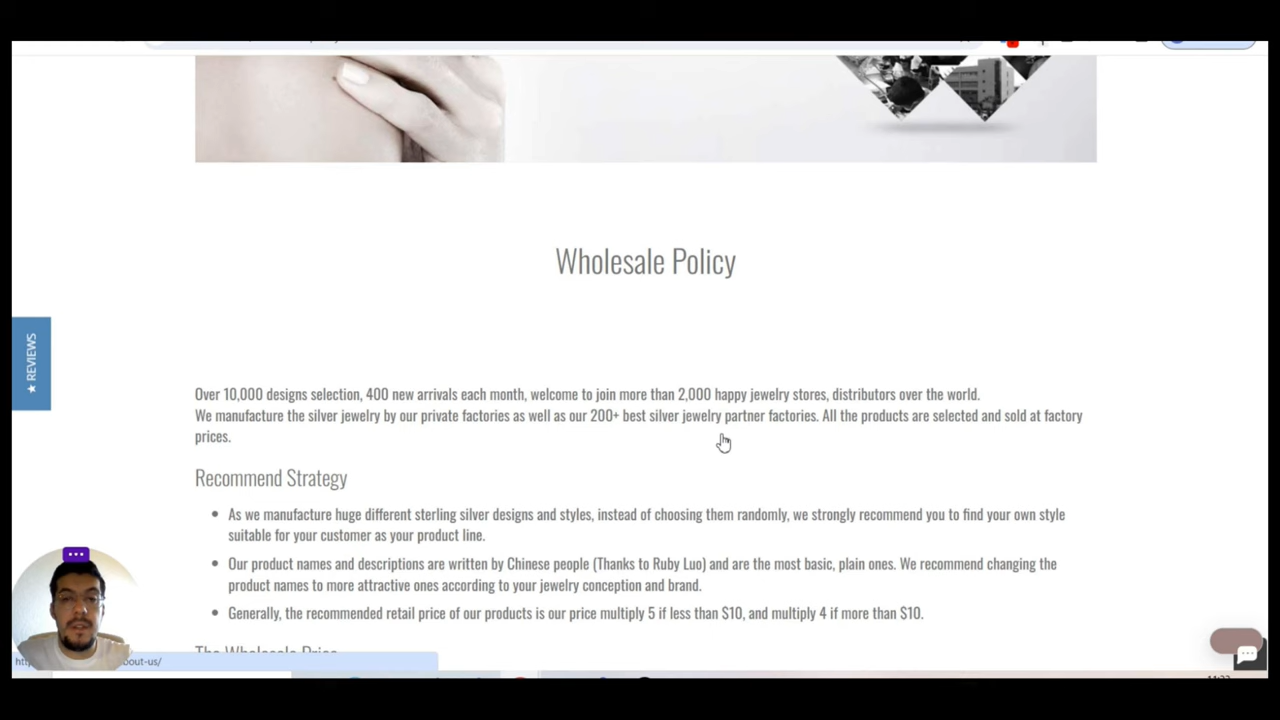 Wholesale Policy
★ REVIEWS
Over 10,000 designs selection, 400 new arrivals each month, welcome to join more than 2,000 happy jewelry stores, distributors over the world.
We manufacture the silver jewelry by our private factories as well as our 200+ best silver jewelry partner factories. All the products are selected and sold at factory
prices.
Recommend Strategy
As we manufacture huge different sterling silver designs and styles, instead of choosing them randomly, we strongly recommend you to find your own style
suitable for your customer as your product line.
Our product names and descriptions are written by Chinese people (Thanks to Ruby Luo) and are the most basic, plain ones. We recommend changing the
product names to more attractive ones according to your jewelry conception and brand.
Generally, the recommended retail price of our products is our price multiply 5 if less than $10, and multiply 4 if more than $10.
The Wholesale Price
out-us/